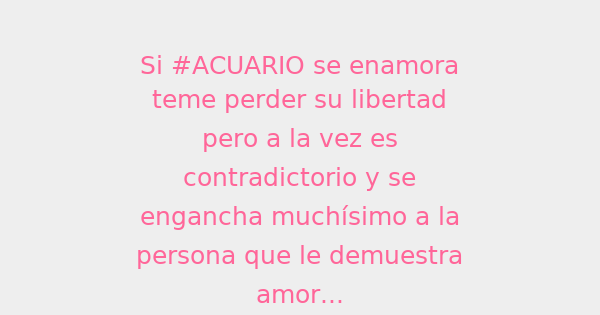 Si #ACUARIO se enamora
teme perder su libertad
pero a la vez es
contradictorio y se
engancha muchísimo a la
persona que le demuestra
amor...